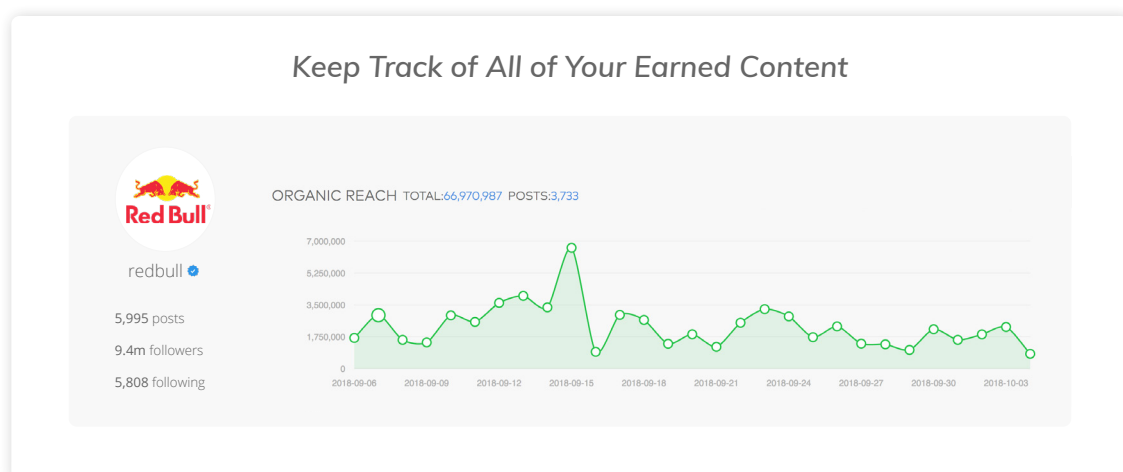 Keep Track of All of Your Earned Content
Red Bull
redbull
5,995 posts
9.4m followers
5,808 following
ORGANIC REACH TOTAL:66,970,987 POSTS:3,733
7,000,000
5,250,000
3,500,000
1,750,000
0
2018-09-06 2018-09-09 2018-09-12 2018-09-15 2018-09-18 2018-09-21 2018-09-24 2018-09-27 2018-09-30 2018-10-03